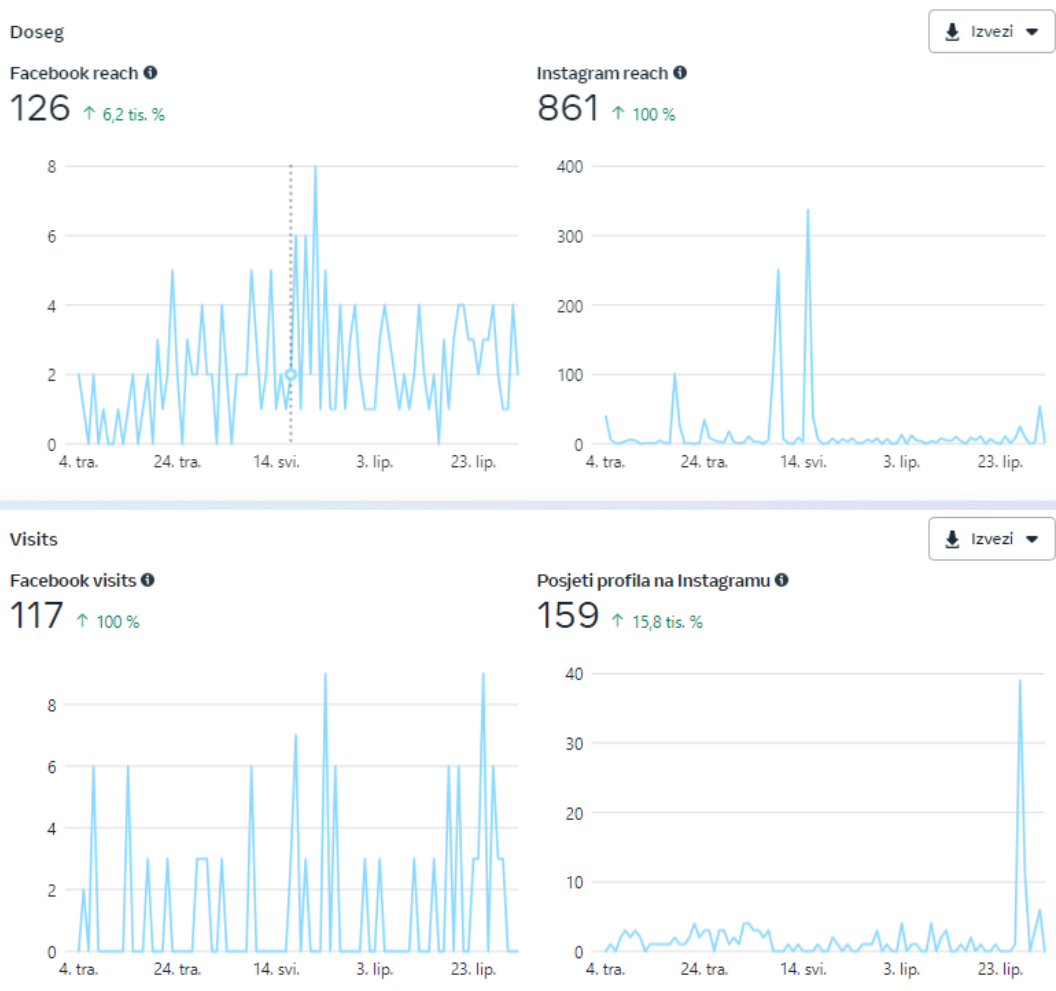 Doseg
Izvezi
Facebook reach
126 ↑ 6,2 tis. %
8
6
4
2
0
4. tra. 24. tra. 14. svi. 3. lip. 23. lip.
Instagram reach
861 ↑ 100 %
400
300
200
100
0
4. tra. 24. tra. 14. svi. 3. lip. 23. lip.
Visits
Izvezi
Facebook visits
117 ↑ 100 %
8
6
4
2
0
4. tra. 24. tra. 14. svi. 3. lip. 23. lip.
Posjeti profila na Instagramu
159 ↑ 15,8 tis. %
40
30
20
10
0
4. tra. 24. tra. 14. svi. 3. lip. 23. lip.